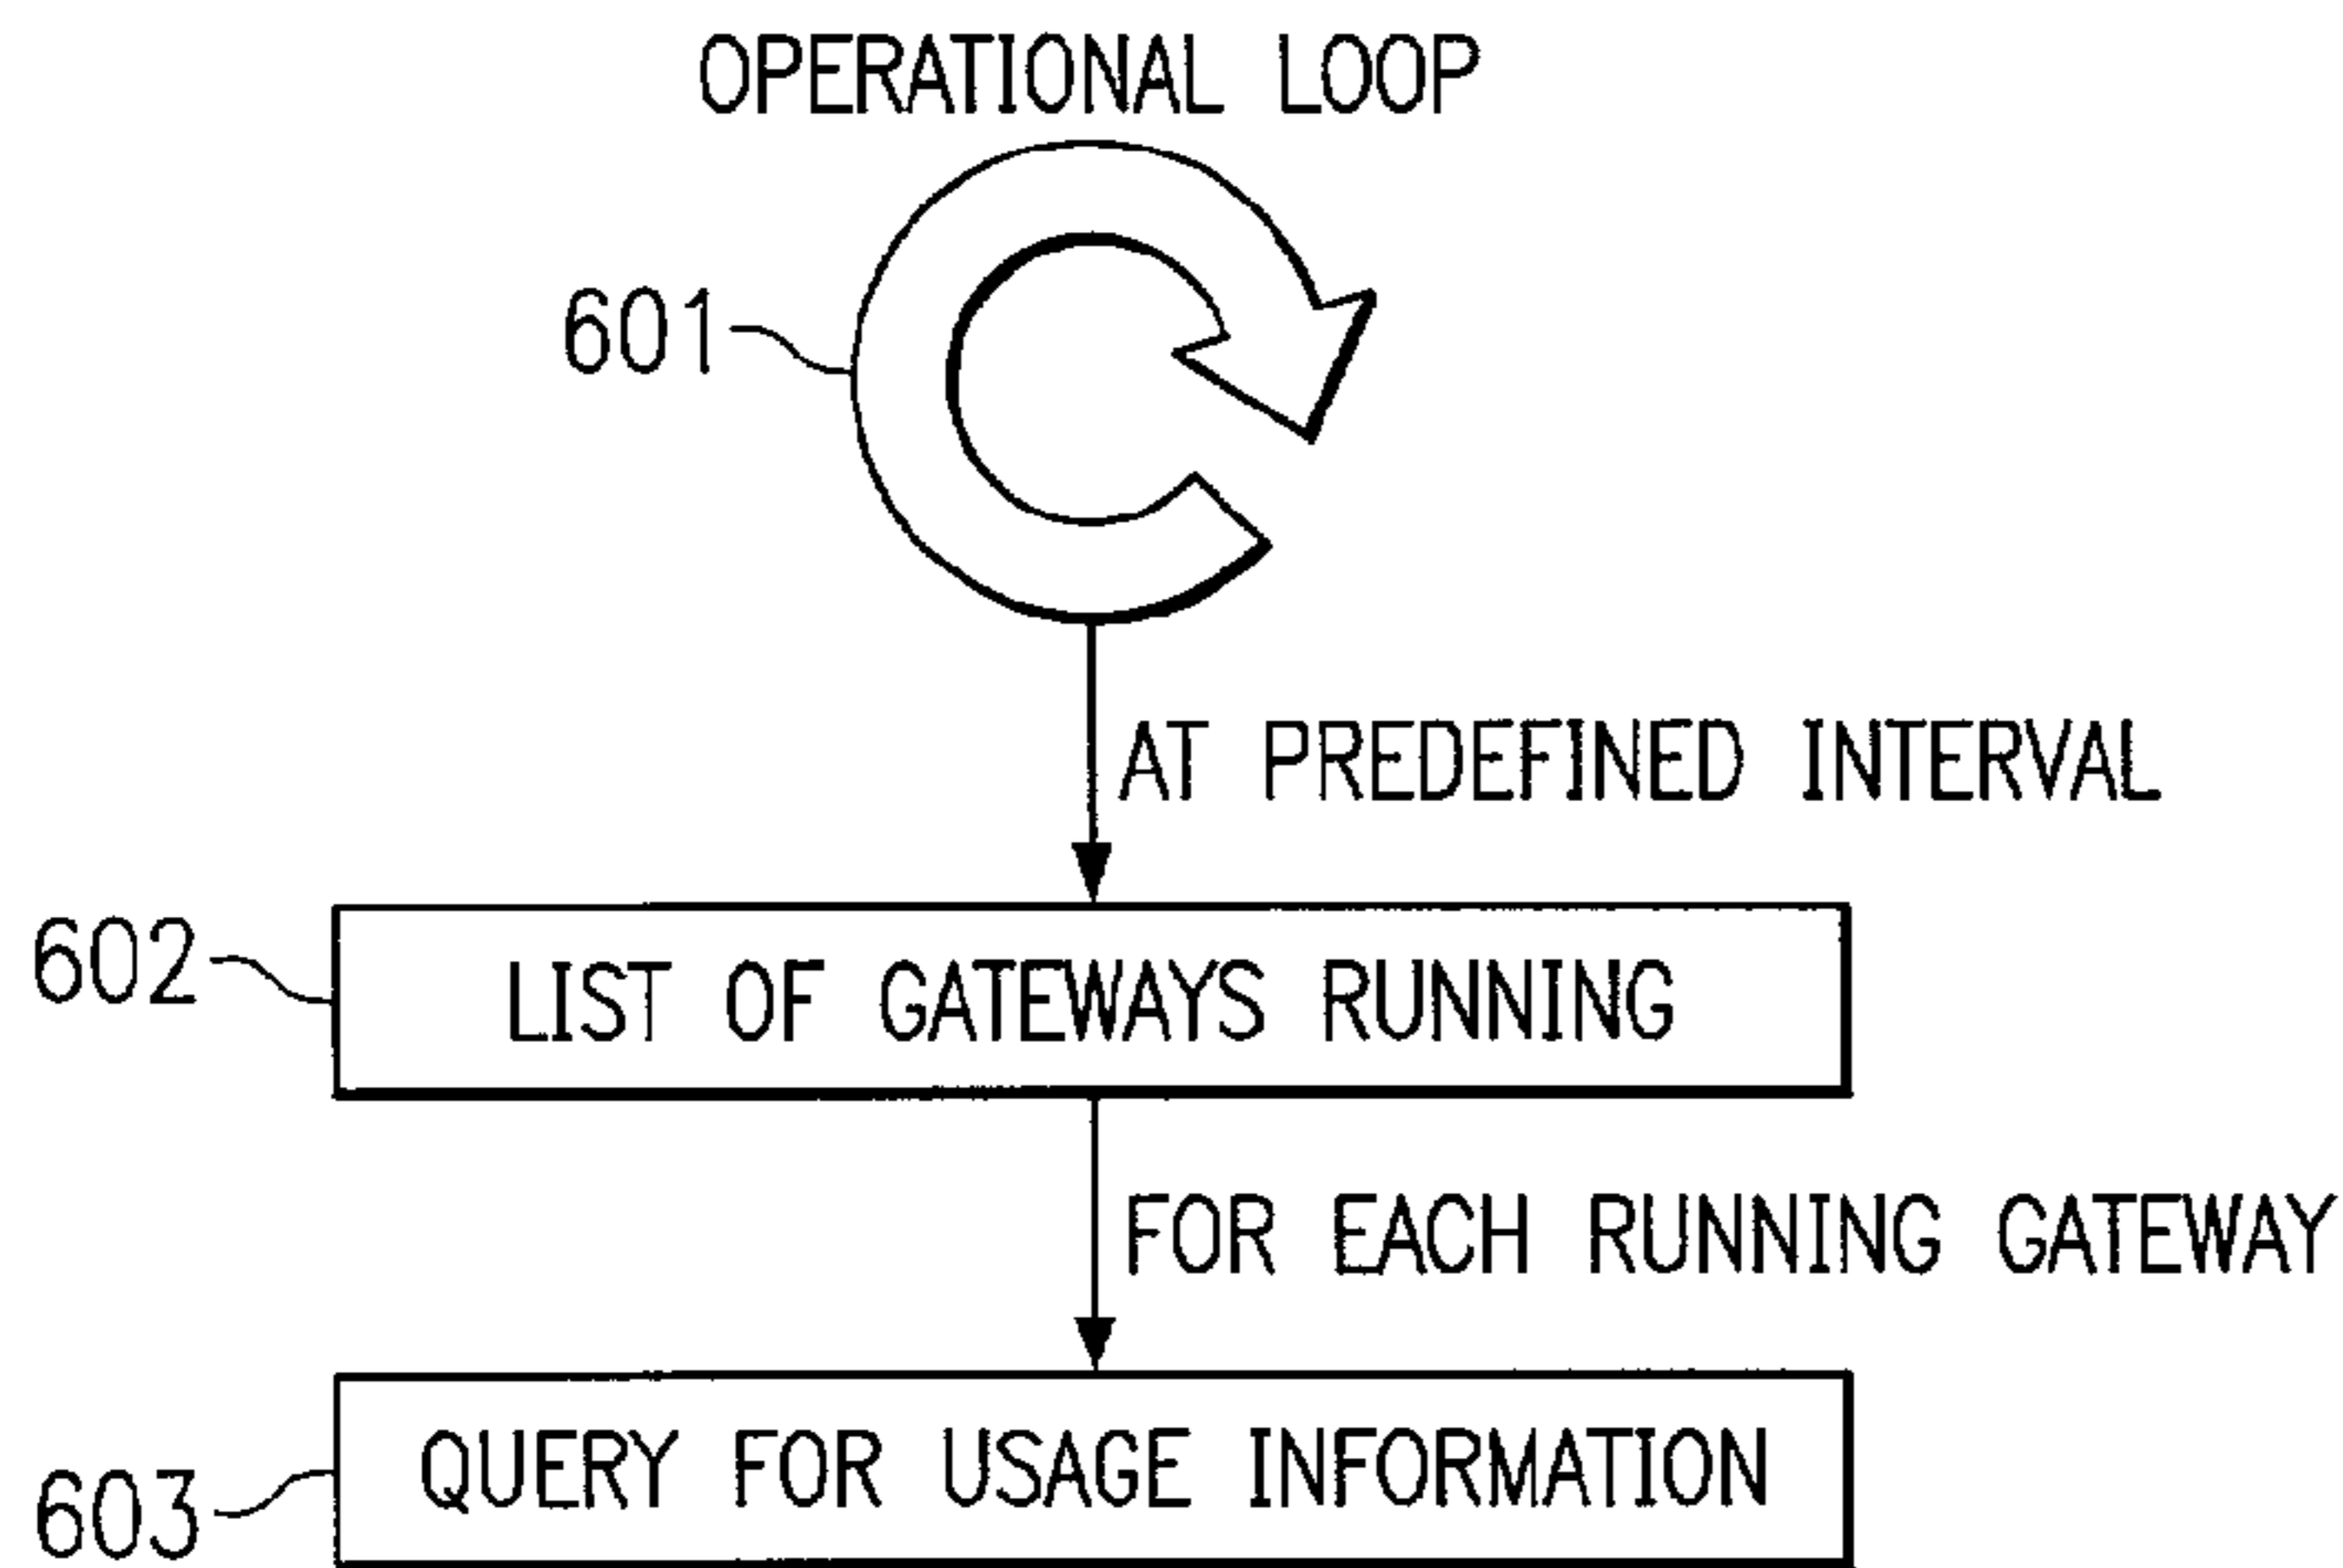 OPERATIONAL LOOP
601
AT PREDEFINED INTERVAL
602
LIST OF GATEWAYS RUNNING
FOR EACH RUNNING GATEWAY
QUERY FOR USAGE INFORMATION
603